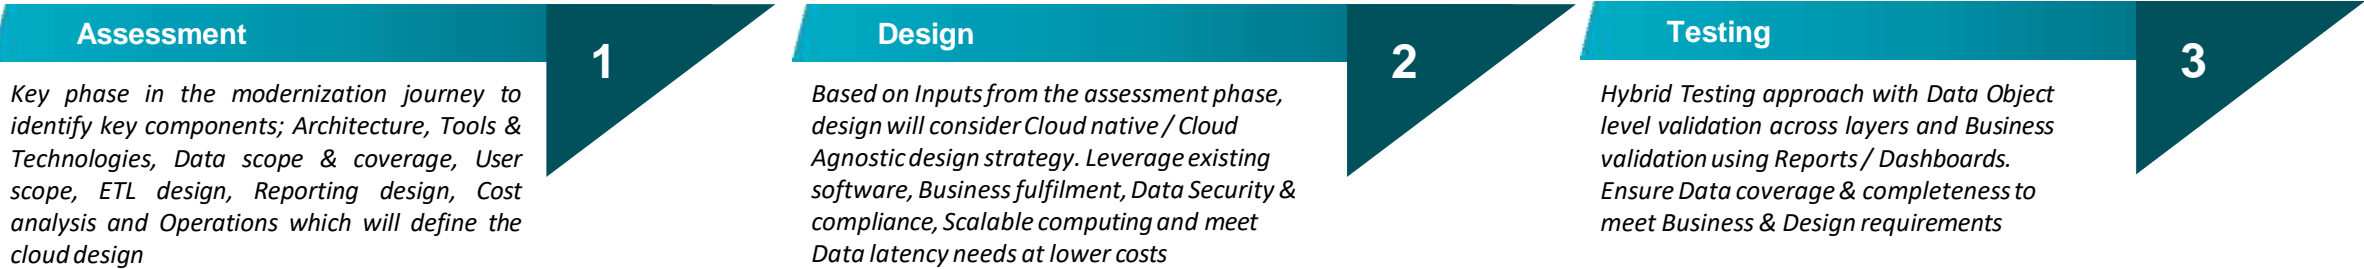 Assessment
1
Key phase in the modernization journey to
identify key components; Architecture, Tools &
Technologies, Data scope & coverage, User
scope, ETL design, Reporting design, Cost
analysis and Operations which will define the
cloud design
Design
2
Based on Inputs from the assessment phase,
design will consider Cloud native / Cloud
Agnostic design strategy. Leverage existing
software, Business fulfilment, Data Security &
compliance, Scalable computing and meet
Data latency needs at lower costs
Testing
3
Hybrid Testing approach with Data Object
level validation across layers and Business
validation using Reports / Dashboards.
Ensure Data coverage & completeness to
meet Business & Design requirements